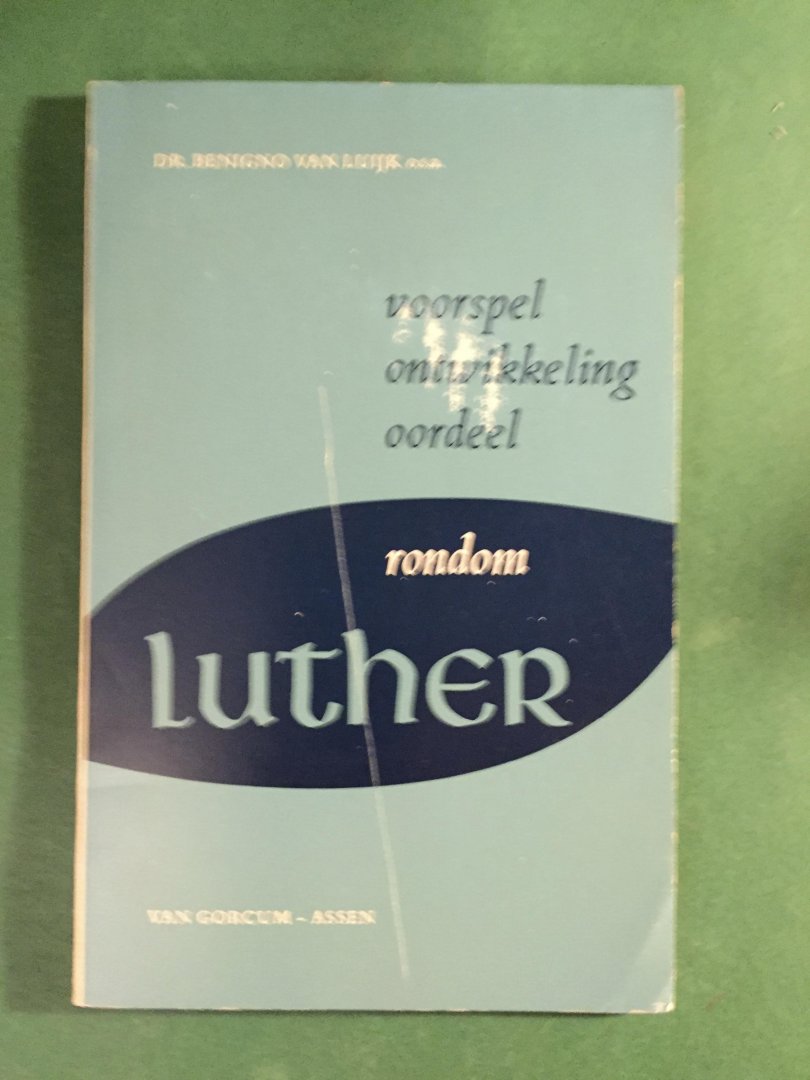 DR. BENIGNO VAN LUIJK o.s.a.
voorspel
ontwikkeling
oordeel
rondom
LUTHER
VAN GORCUM - ASSEN